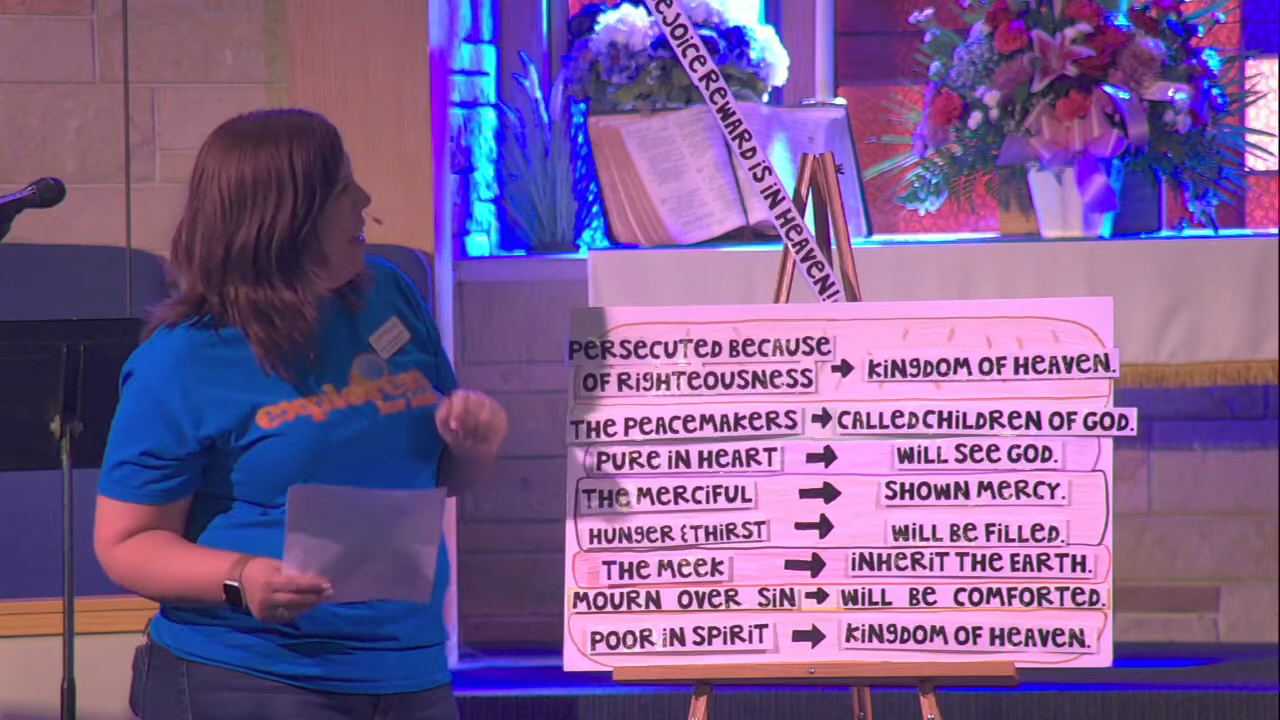 EJOICE REWARD IS IN HEAVEN!
PERSECUTED BECAUSE
OF RIGHTEOUSNESS → KINGDOM OF HEAVEN.
THE PEACEMAKERS → CALLED CHILDREN OF GOD.
PURE IN HEART → WILL SEE GOD.
THE MERCIFUL → SHOWN MERCY.
HUNGER & THIRST → WILL BE FILLED.
THE MEEK → INHERIT THE EARTH.
MOURN OVER SIN → WILL BE COMFORTED.
POOR IN SPIRIT → KINGDOM OF HEAVEN.